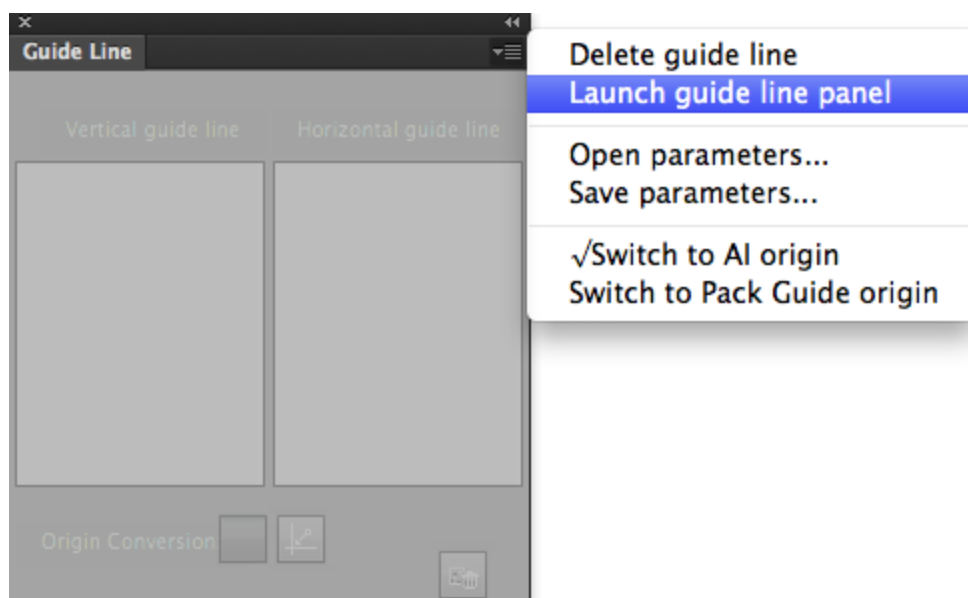 Guide Line
Vertical guide line
Horizontal guide line
Origin Conversion
Delete guide line
Launch guide line panel
Open parameters...
Save parameters...
√Switch to AI origin
Switch to Pack Guide origin